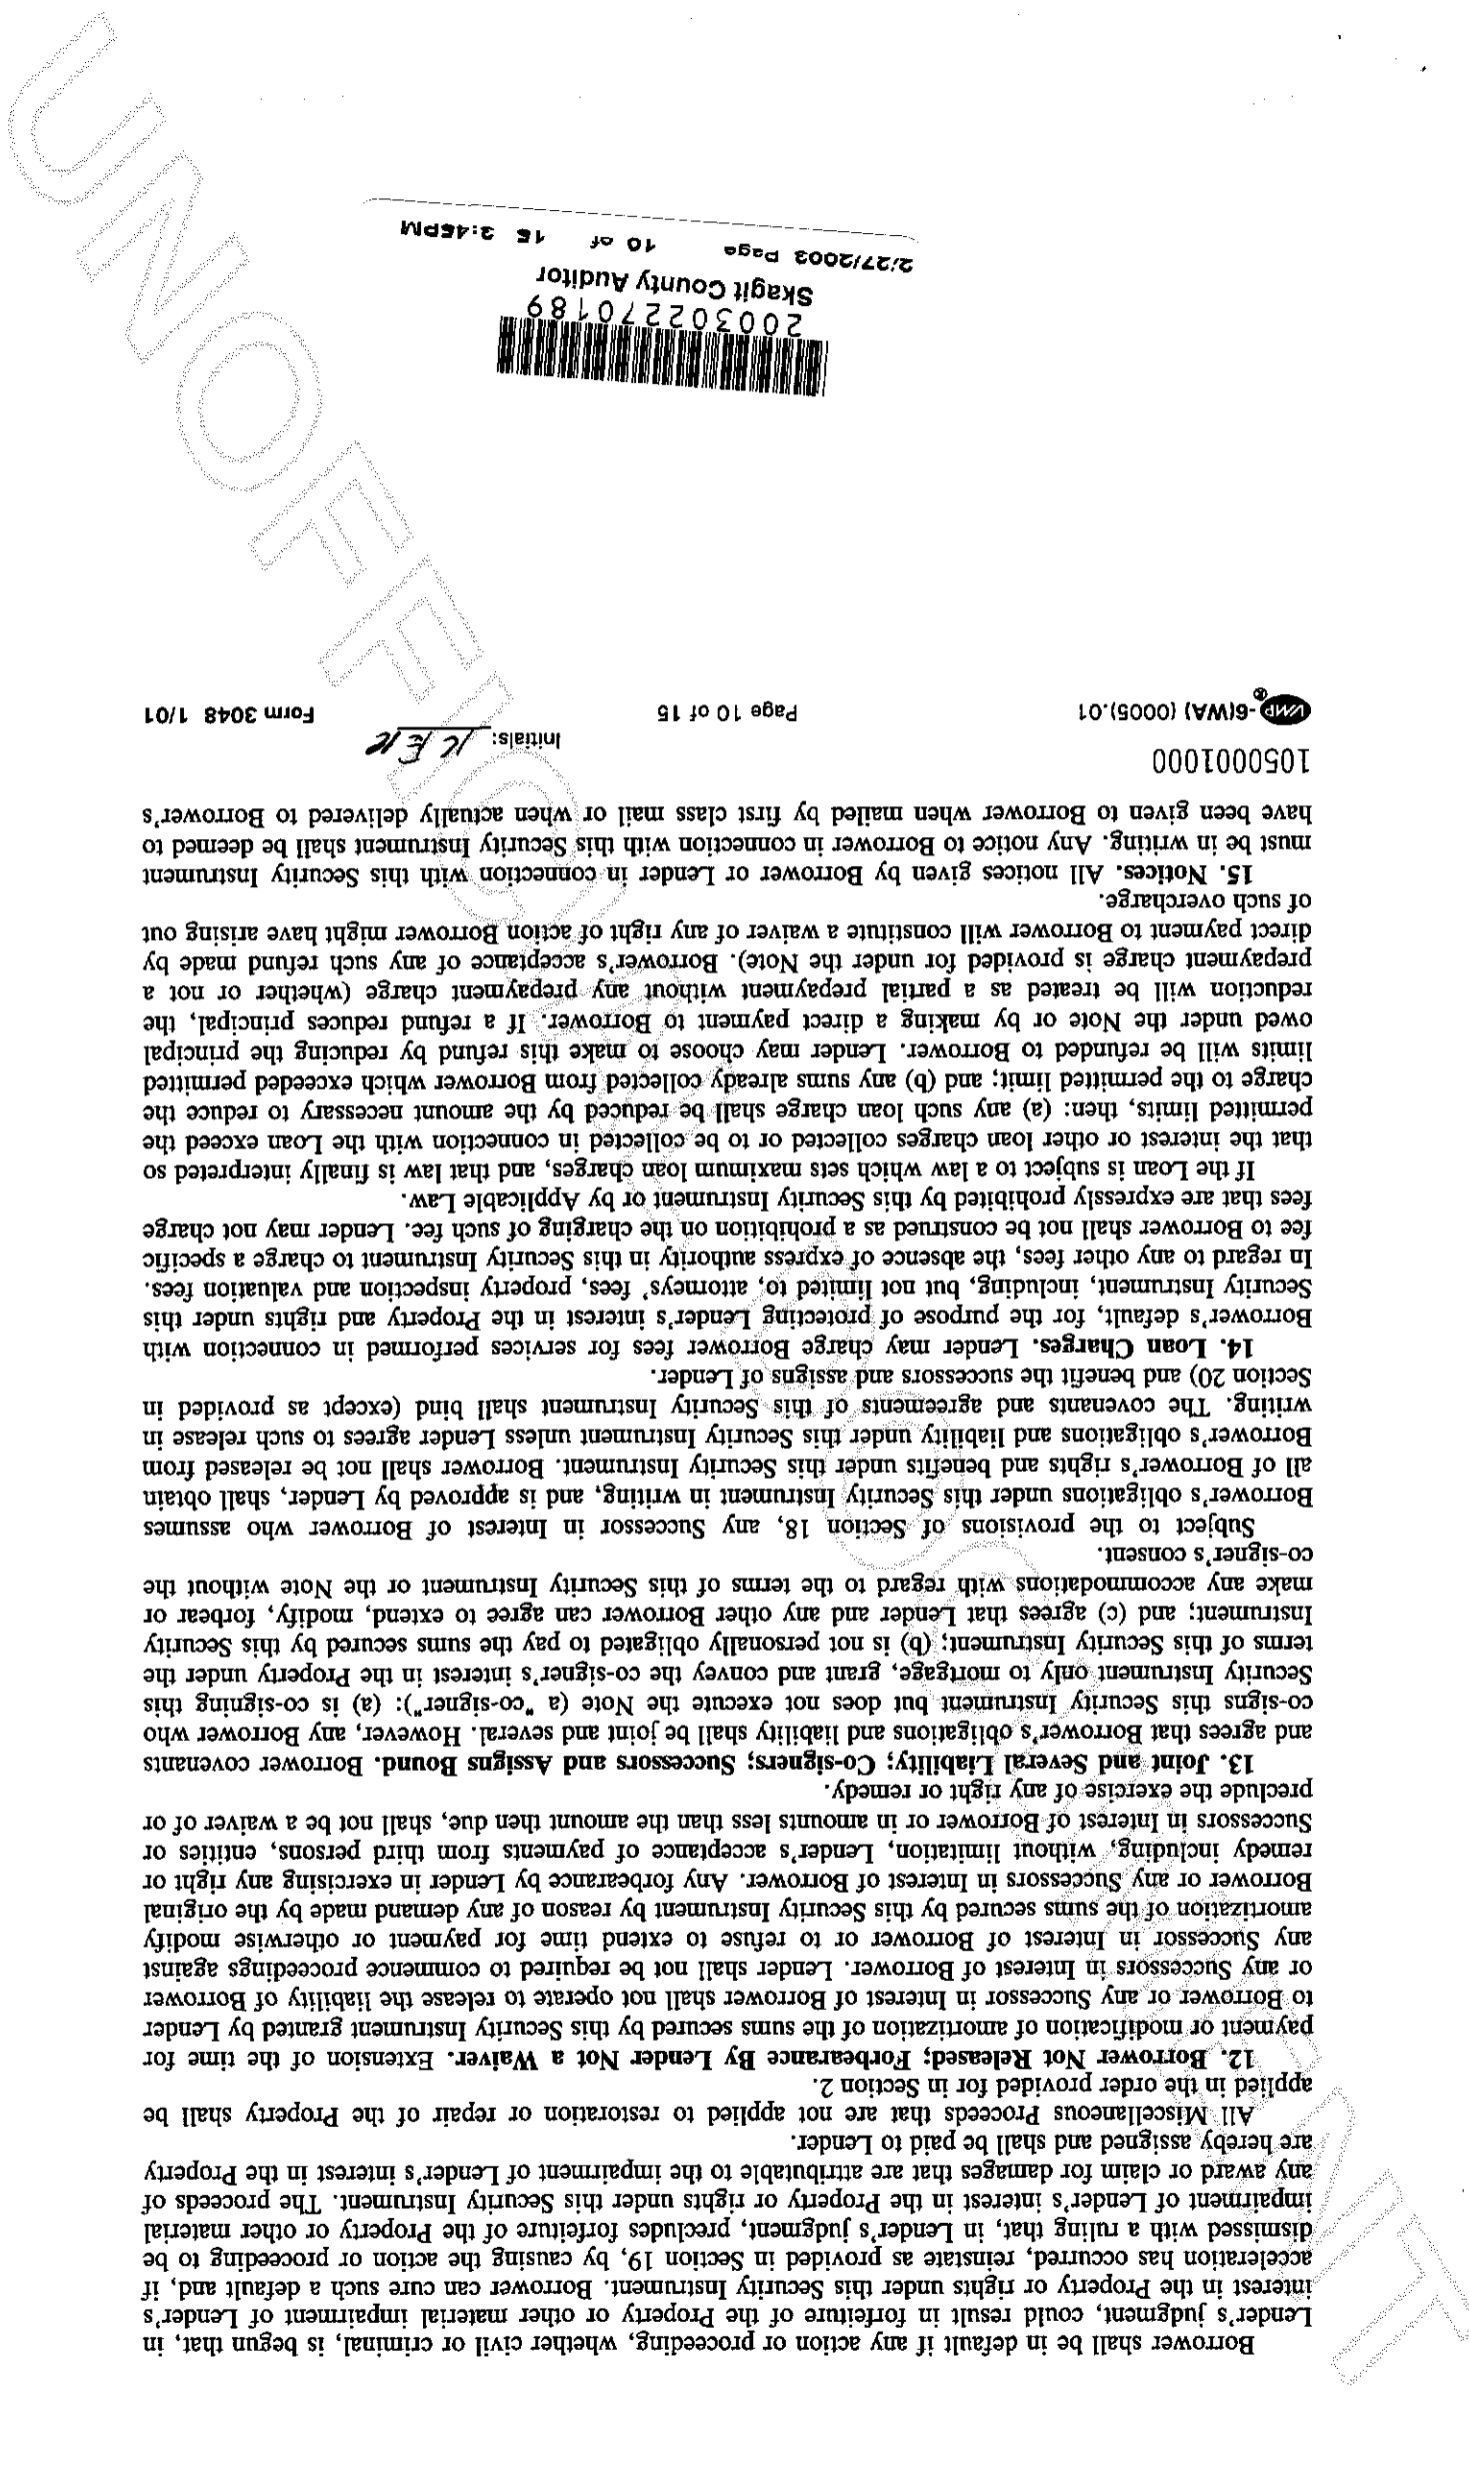 Borrower shall be in default if any action or proceeding, whether civil or criminal, is begun that, in
Lender's judgment, could result in forfeiture of the Property or other material impairment of Lender's
interest in the Property or rights under this Security Instrument. Borrower can cure such a default and, if
acceleration has occurred, reinstate as provided in Section 19, by causing the action or proceeding to be
dismissed with a ruling that, in Lender's judgment, precludes forfeiture of the Property or other material
impairment of Lender's interest in the Property or rights under this Security Instrument. The proceeds of
any award or claim for damages that are attributable to the impairment of Lender's interest in the Property
are hereby assigned and shall be paid to Lender.
All Miscellaneous Proceeds that are not applied to restoration or repair of the Property shall be
applied in the order provided for in Section 2.
12. Borrower Not Released; Forbearance By Lender Not a Waiver. Extension of the time for
payment or modification of amortization of the sums secured by this Security Instrument granted by Lender
to Borrower or any Successor in Interest of Borrower shall not operate to release the liability of Borrower
or any Successors in Interest of Borrower. Lender shall not be required to commence proceedings against
any Successor in Interest of Borrower or to refuse to extend time for payment or otherwise modify
amortization of the sums secured by this Security Instrument by reason of any demand made by the original
Borrower or any Successors in Interest of Borrower. Any forbearance by Lender in exercising any right or
remedy including, without limitation, Lender's acceptance of payments from third persons, entities or
Successors in Interest of Borrower or in amounts less than the amount then due, shall not be a waiver of or
preclude the exercise of any right or remedy.
13. Joint and Several Liability; Co-signers; Successors and Assigns Bound. Borrower covenants
and agrees that Borrower's obligations and liability shall be joint and several. However, any Borrower who
co-signs this Security Instrument but does not execute the Note (a "co-signer"): (a) is co-signing this
Security Instrument only to mortgage, grant and convey the co-signer's interest in the Property under the
terms of this Security Instrument; (b) is not personally obligated to pay the sums secured by this Security
Instrument; and (c) agrees that Lender and any other Borrower can agree to extend, modify, forbear or
make any accommodations with regard to the terms of this Security Instrument or the Note without the
co-signer's consent.
Subject to the provisions of Section 18, any Successor in Interest of Borrower who assumes
Borrower's obligations under this Security Instrument in writing, and is approved by Lender, shall obtain
all of Borrower's rights and benefits under this Security Instrument. Borrower shall not be released from
Borrower's obligations and liability under this Security Instrument unless Lender agrees to such release in
writing. The covenants and agreements of this Security Instrument shall bind (except as provided in
Section 20) and benefit the successors and assigns of Lender.
14. Loan Charges. Lender may charge Borrower fees for services performed in connection with
Borrower's default, for the purpose of protecting Lender's interest in the Property and rights under this
Security Instrument, including, but not limited to, attorneys' fees, property inspection and valuation fees.
In regard to any other fees, the absence of express authority in this Security Instrument to charge a specific
fee to Borrower shall not be construed as a prohibition on the charging of such fee. Lender may not charge
fees that are expressly prohibited by this Security Instrument or by Applicable Law.
If the Loan is subject to a law which sets maximum loan charges, and that law is finally interpreted so
that the interest or other loan charges collected or to be collected in connection with the Loan exceed the
permitted limits, then: (a) any such loan charge shall be reduced by the amount necessary to reduce the
charge to the permitted limit; and (b) any sums already collected from Borrower which exceeded permitted
limits will be refunded to Borrower. Lender may choose to make this refund by reducing the principal
owed under the Note or by making a direct payment to Borrower. If a refund reduces principal, the
reduction will be treated as a partial prepayment without any prepayment charge (whether or not a
prepayment charge is provided for under the Note). Borrower's acceptance of any such refund made by
direct payment to Borrower will constitute a waiver of any right of action Borrower might have arising out
of such overcharge.
15. Notices. All notices given by Borrower or Lender in connection with this Security Instrument
must be in writing. Any notice to Borrower in connection with this Security Instrument shall be deemed to
have been given to Borrower when mailed by first class mail or when actually delivered to Borrower's
1050001000
Initials: KEK
VMP®-6(WA) (0005).01 Page 10 of 15 Form 3048 1/01
200302270189
Skagit County Auditor
2/27/2003 Page 10 of 15 3:45PM
UNOFFICIAL DOCUMENT